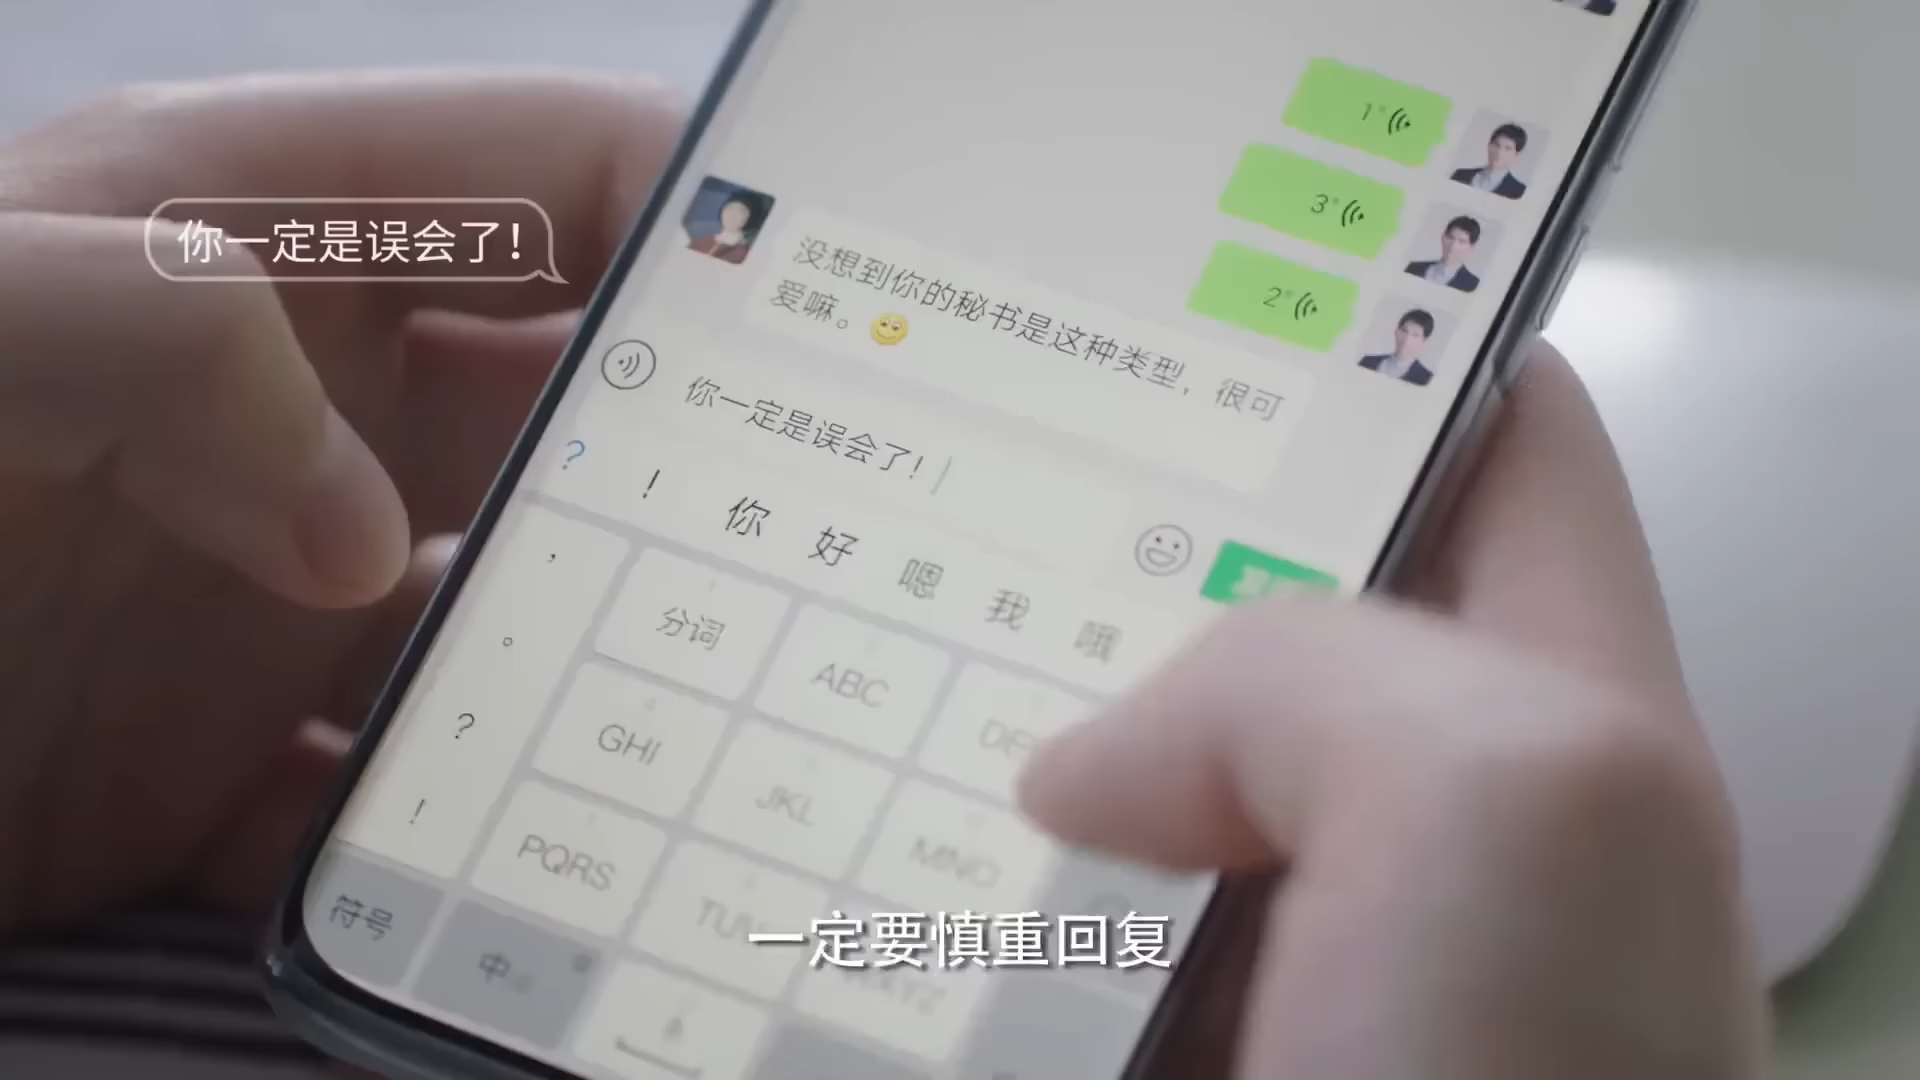 1"
3"
2"
你一定是误会了！
没想到你的秘书是这种类型，很可
爱嘛。
你一定是误会了！
？ ！ 你 好 嗯 我 哦
， 分词 ABC
。 GHI JKL MNO
？ PQRS
！
符号 中
一定要慎重回复